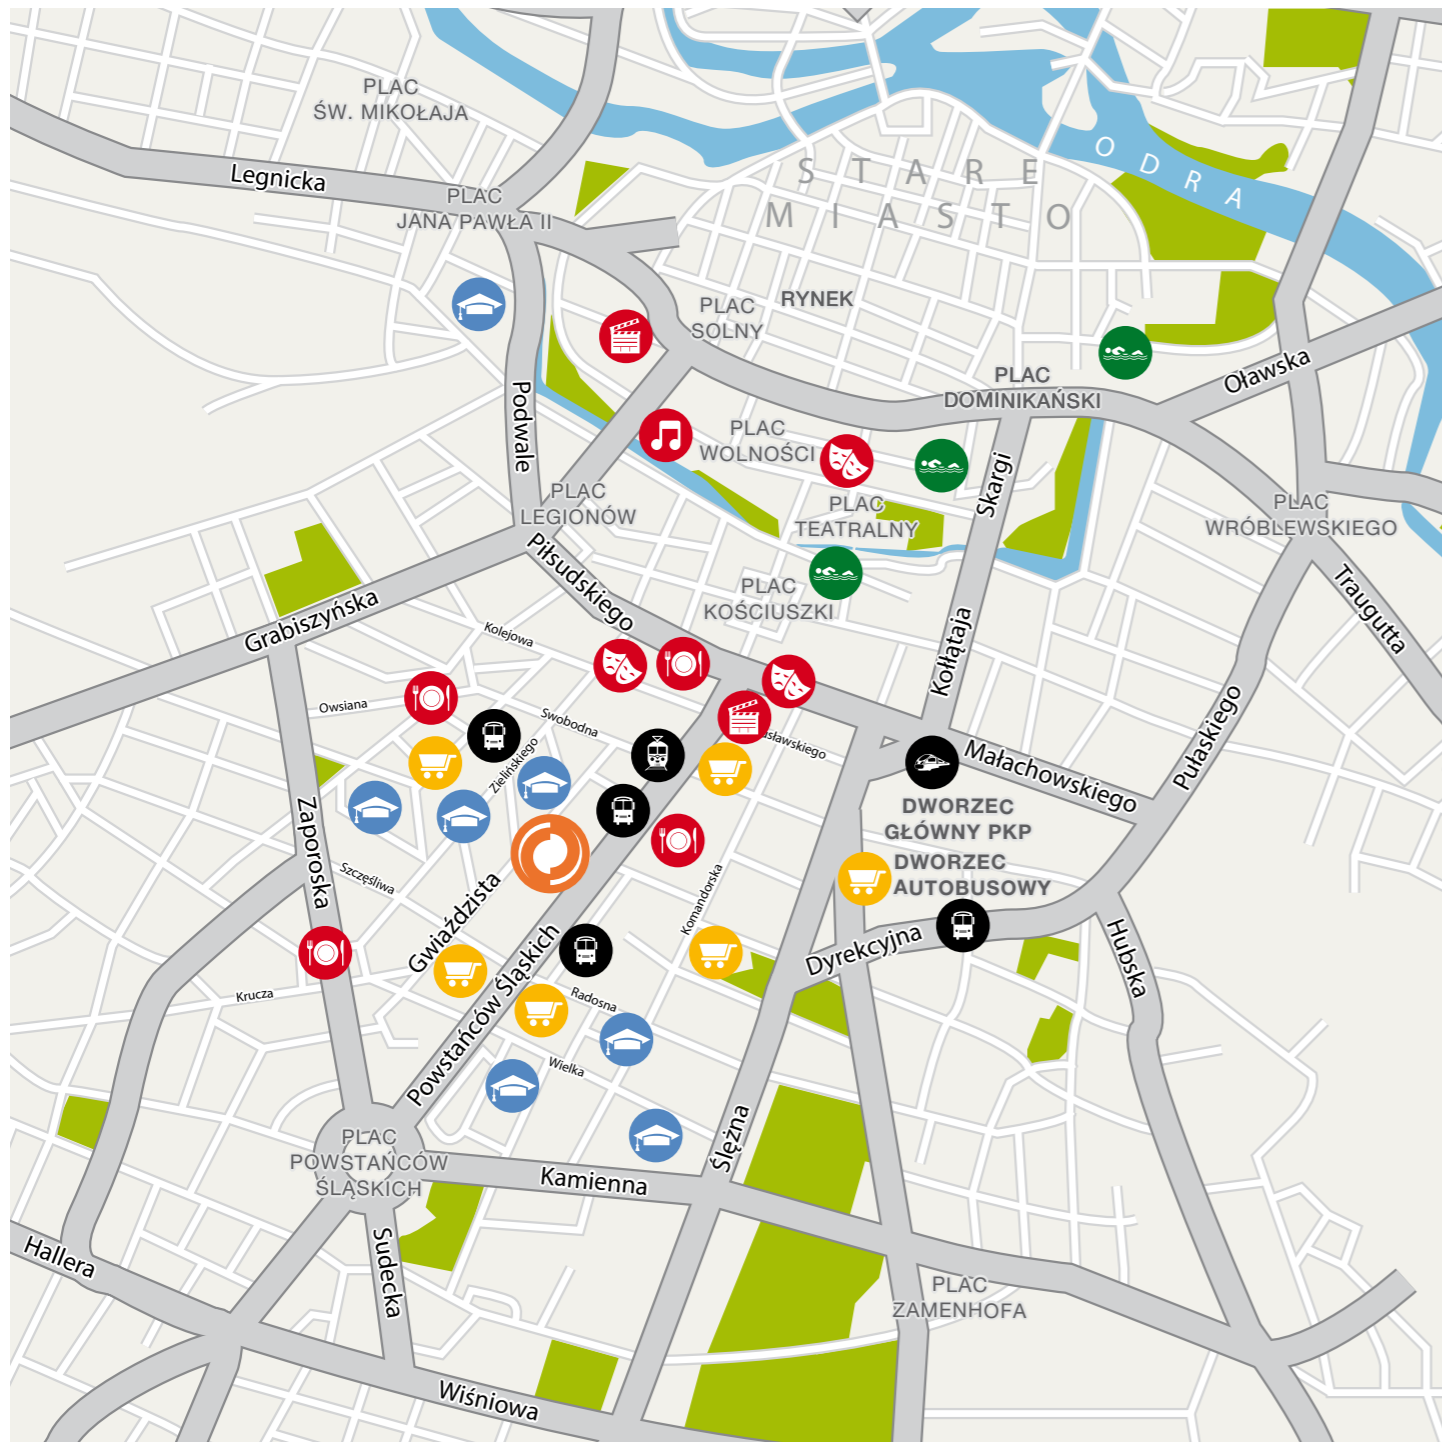 PLAC
ŚW. MIKOŁAJA
Legnicka
PLAC
JANA PAWŁA II
STARE
MIASTO
ODRA
PLAC
SOLNY
RYNEK
PLAC
DOMINIKAŃSKI
Oławska
Podwale
PLAC
WOLNOŚCI
PLAC
LEGIONÓW
PLAC
TEATRALNY
Skargi
PLAC
WRÓBLEWSKIEGO
Piłsudskiego
PLAC
KOŚCIUSZKI
Traugutta
Grabiszyńska
Kolejowa
Kołłątaja
Owsiana
Swobodna
Zielińskiego
Małachowskiego
Pułaskiego
DWORZEC
GŁÓWNY PKP
DWORZEC
AUTOBUSOWY
Zaporoska
Szczęśliwa
Gwiaździsta
Komandorska
Dyrekcyjna
Hubska
Krucza
Powstańców Śląskich
Radosna
Wielka
PLAC
POWSTAŃCÓW
ŚLĄSKICH
Kamienna
Ślężna
Hallera
Sudecka
PLAC
ZAMENHOFA
Wiśniowa